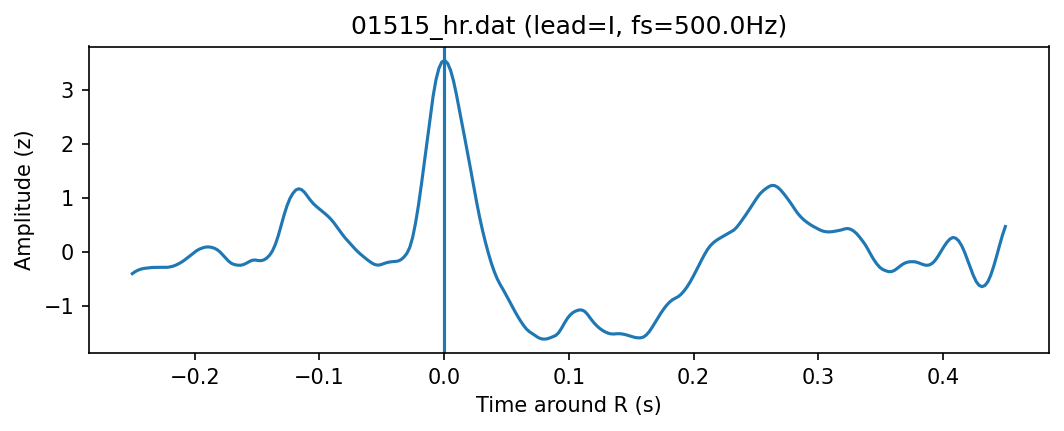 01515_hr.dat (lead=I, fs=500.0Hz)
Amplitude (z)
3
2
1
0
−1
−0.2 −0.1 0.0 0.1 0.2 0.3 0.4
Time around R (s)